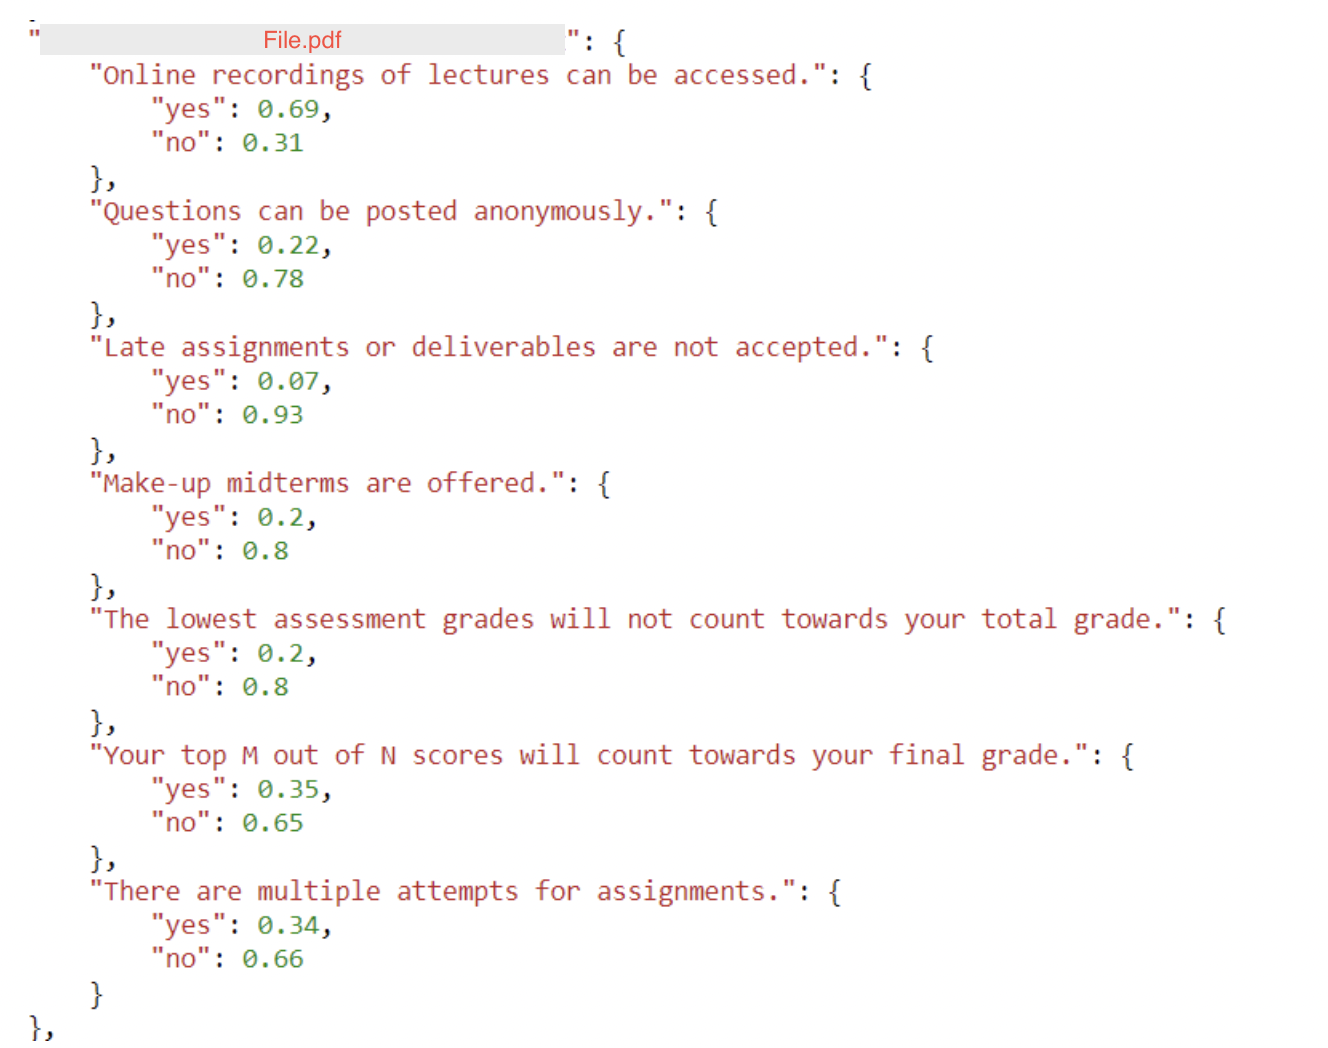 "File.pdf": {
"Online recordings of lectures can be accessed.": {
"yes": 0.69,
"no": 0.31
},
"Questions can be posted anonymously.": {
"yes": 0.22,
"no": 0.78
},
"Late assignments or deliverables are not accepted.": {
"yes": 0.07,
"no": 0.93
},
"Make-up midterms are offered.": {
"yes": 0.2,
"no": 0.8
},
"The lowest assessment grades will not count towards your total grade.": {
"yes": 0.2,
"no": 0.8
},
"Your top M out of N scores will count towards your final grade.": {
"yes": 0.35,
"no": 0.65
},
"There are multiple attempts for assignments.": {
"yes": 0.34,
"no": 0.66
}
},